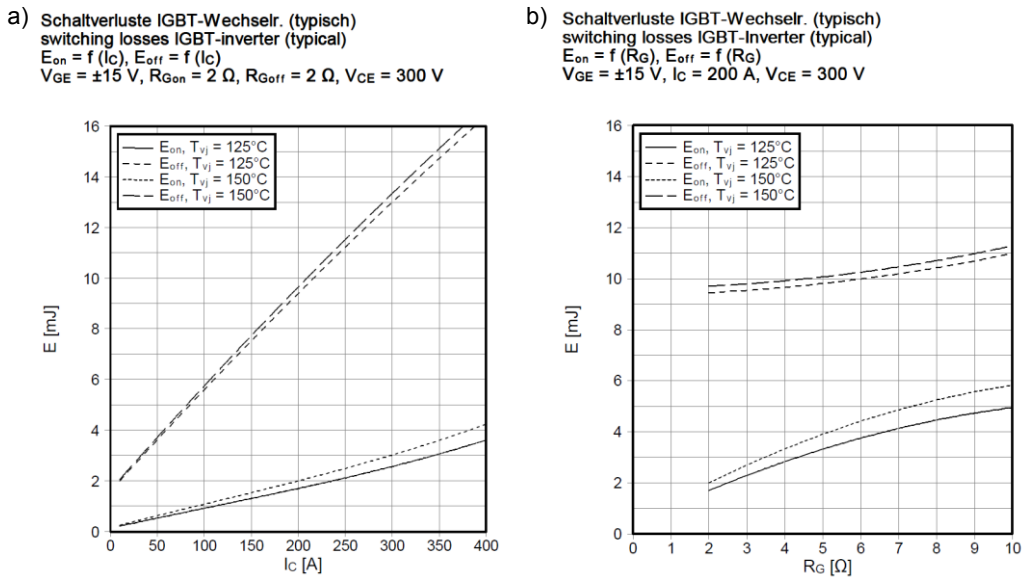 a)
Schaltverluste IGBT-Wechselr. (typisch)
switching losses IGBT-inverter (typical)
Eon = f (IC), Eoff = f (IC)
VGE = ±15 V, RGon = 2 Ω, RGoff = 2 Ω, VCE = 300 V
16
14
12
10
8
6
4
2
0
E [mJ]
Eon, Tvj = 125°C
Eoff, Tvj = 125°C
Eon, Tvj = 150°C
Eoff, Tvj = 150°C
0 50 100 150 200 250 300 350 400
IC [A]
b)
Schaltverluste IGBT-Wechselr. (typisch)
switching losses IGBT-Inverter (typical)
Eon = f (RG), Eoff = f (RG)
VGE = ±15 V, IC = 200 A, VCE = 300 V
16
14
12
10
8
6
4
2
0
E [mJ]
Eon, Tvj = 125°C
Eoff, Tvj = 125°C
Eon, Tvj = 150°C
Eoff, Tvj = 150°C
0 1 2 3 4 5 6 7 8 9 10
RG [Ω]